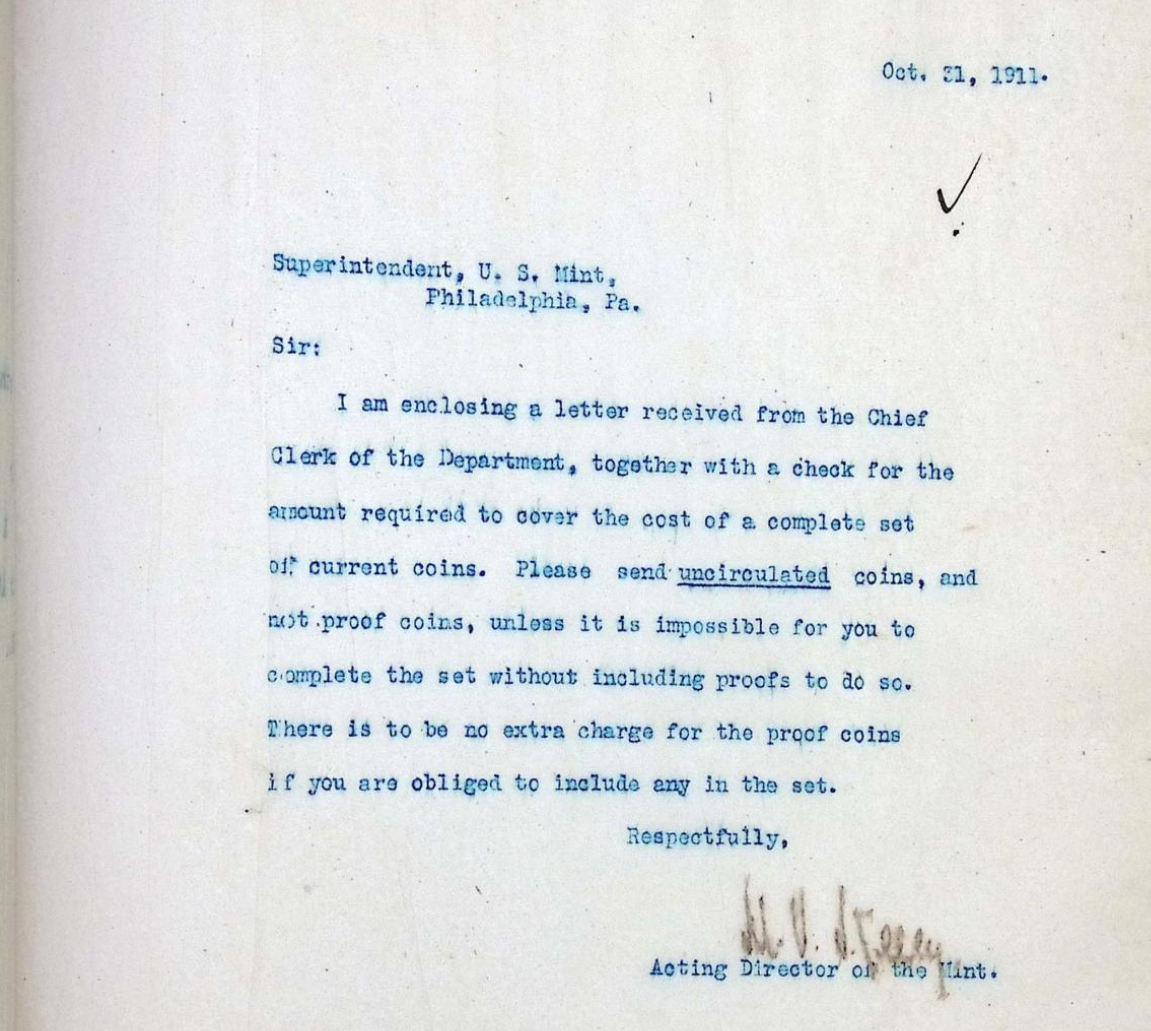 Oct. 31, 1911.
Superintendent, U. S. Mint,
Philadelphia, Pa.
Sir:
I am enclosing a letter received from the Chief
Clerk of the Department, together with a check for the
amount required to cover the cost of a complete set
of current coins. Please send uncirculated coins, and
not proof coins, unless it is impossible for you to
complete the set without including proofs to do so.
There is to be no extra charge for the proof coins
if you are obliged to include any in the set.
Respectfully,
Acting Director of the Mint.